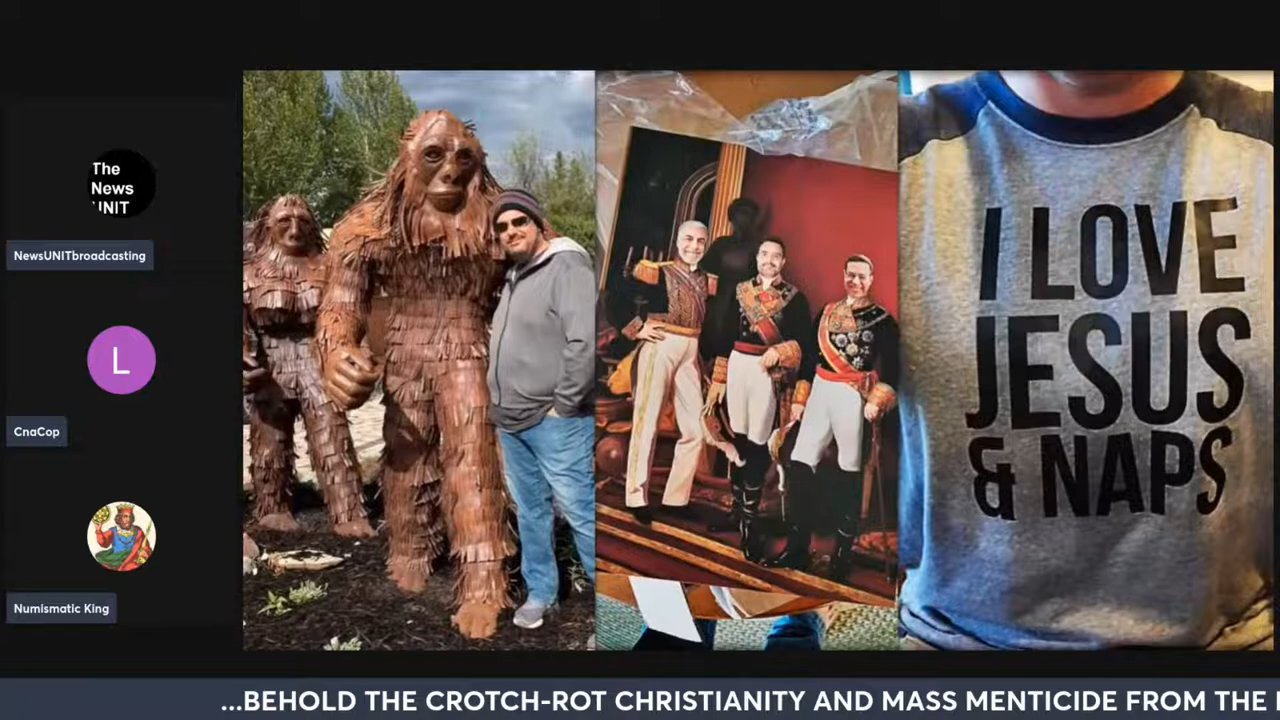 The
News
UNIT
NewsUNITbroadcasting
L
CnaCop
Numismatic King
I LOVE
JESUS
& NAPS
...BEHOLD THE CROTCH-ROT CHRISTIANITY AND MASS MENTICIDE FROM THE